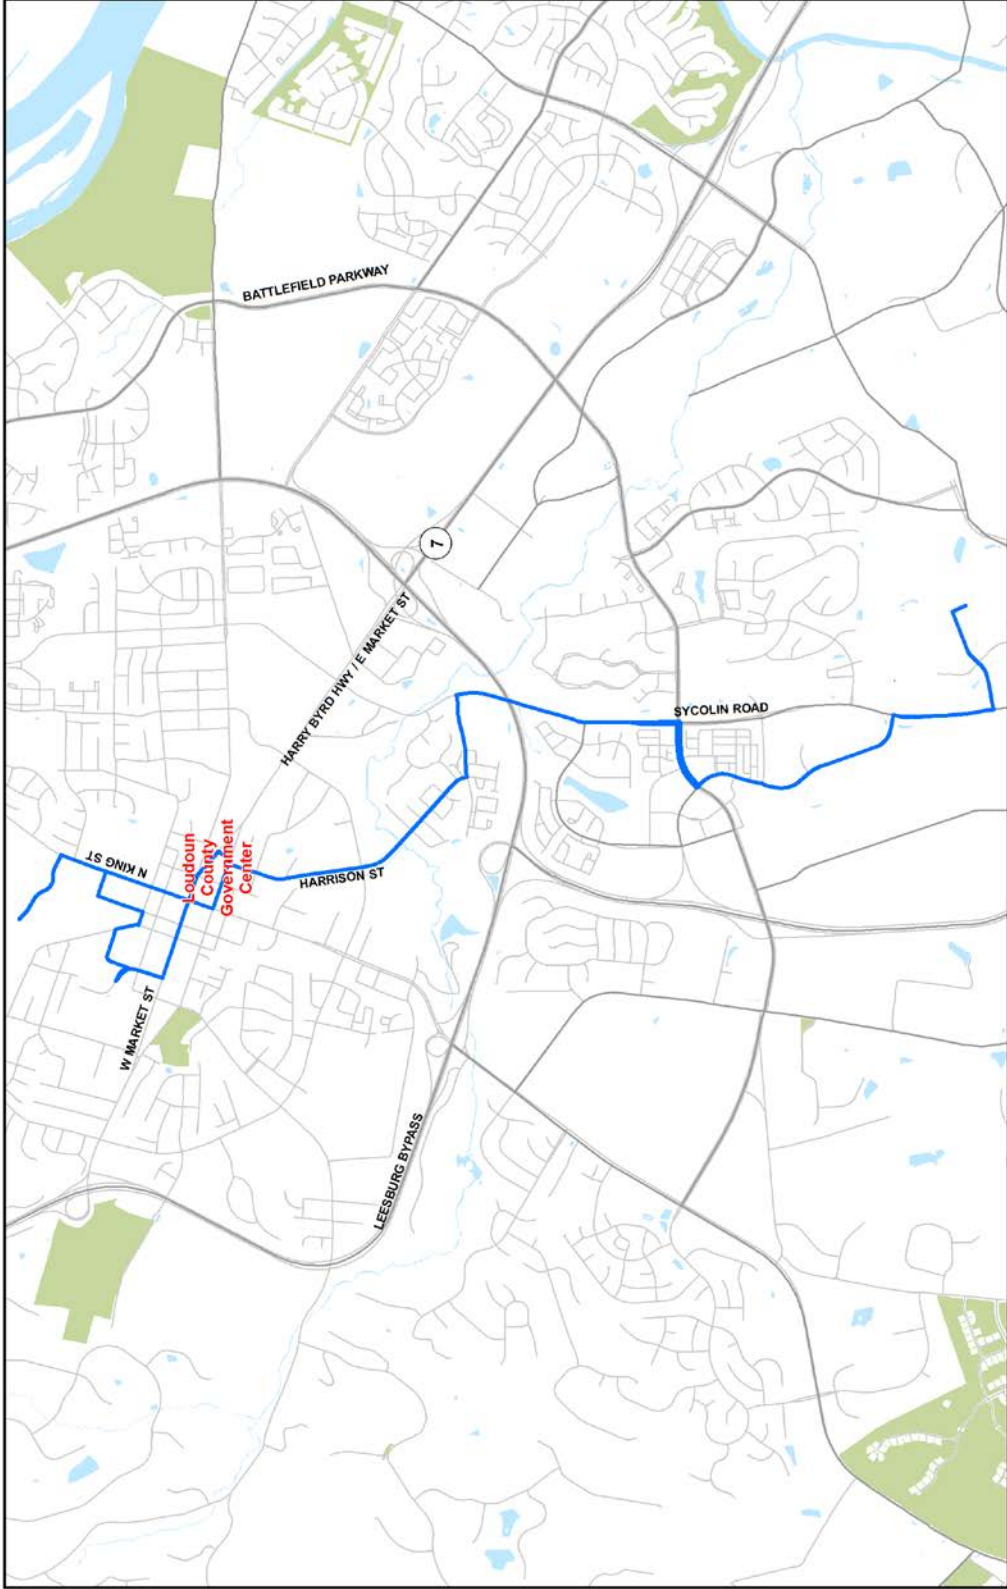 BATTLEFIELD PARKWAY
7
HARRY BYRD HWY / E MARKET ST
SYCOLIN ROAD
N KING ST
Loudoun
County
Government
Center
HARRISON ST
W MARKET ST
LEESBURG BYPASS